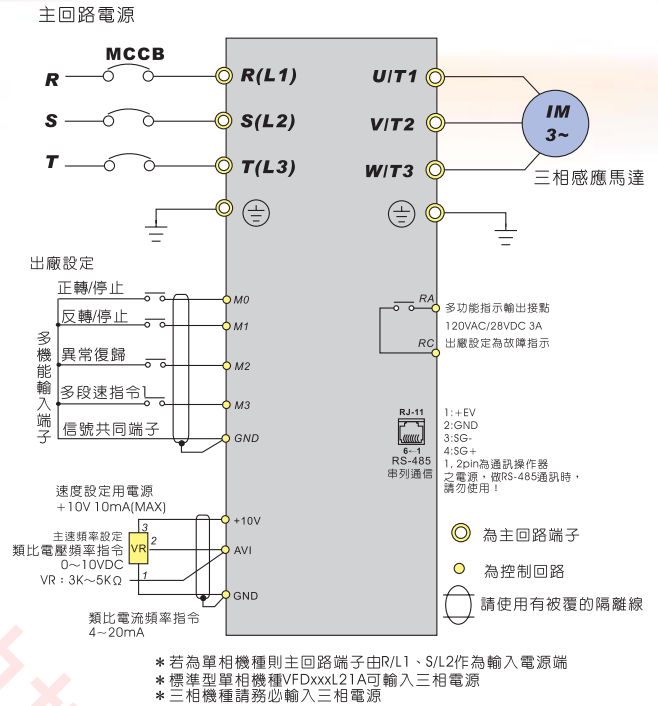 主回路電源
MCCB
R
R(L1)
U/T1
S
S(L2)
V/T2
IM
3~
T
T(L3)
W/T3
三相感應馬達
出廠設定
正轉/停止
M0
反轉/停止
M1
異常復歸
M2
多段速指令1
M3
信號共同端子
GND
多機能輸入端子
RA
多功能指示輸出接點
120VAC/28VDC 3A
RC
出廠設定為故障指示
RJ-11
6←1
RS-485
串列通信
1:+EV
2:GND
3:SG-
4:SG+
1, 2pin為通訊操作器
之電源，做RS-485通訊時，
請勿使用！
速度設定用電源
+10V 10mA(MAX)
3
+10V
主速頻率設定
類比電壓頻率指令
VR
2
AVI
0~10VDC
VR：3K~5KΩ
1
GND
類比電流頻率指令
4~20mA
為主回路端子
為控制回路
請使用有被覆的隔離線
*若為單相機種則主回路端子由R/L1、S/L2作為輸入電源端
*標準型單相機種VFDxxxL21A可輸入三相電源
*三相機種請務必輸入三相電源